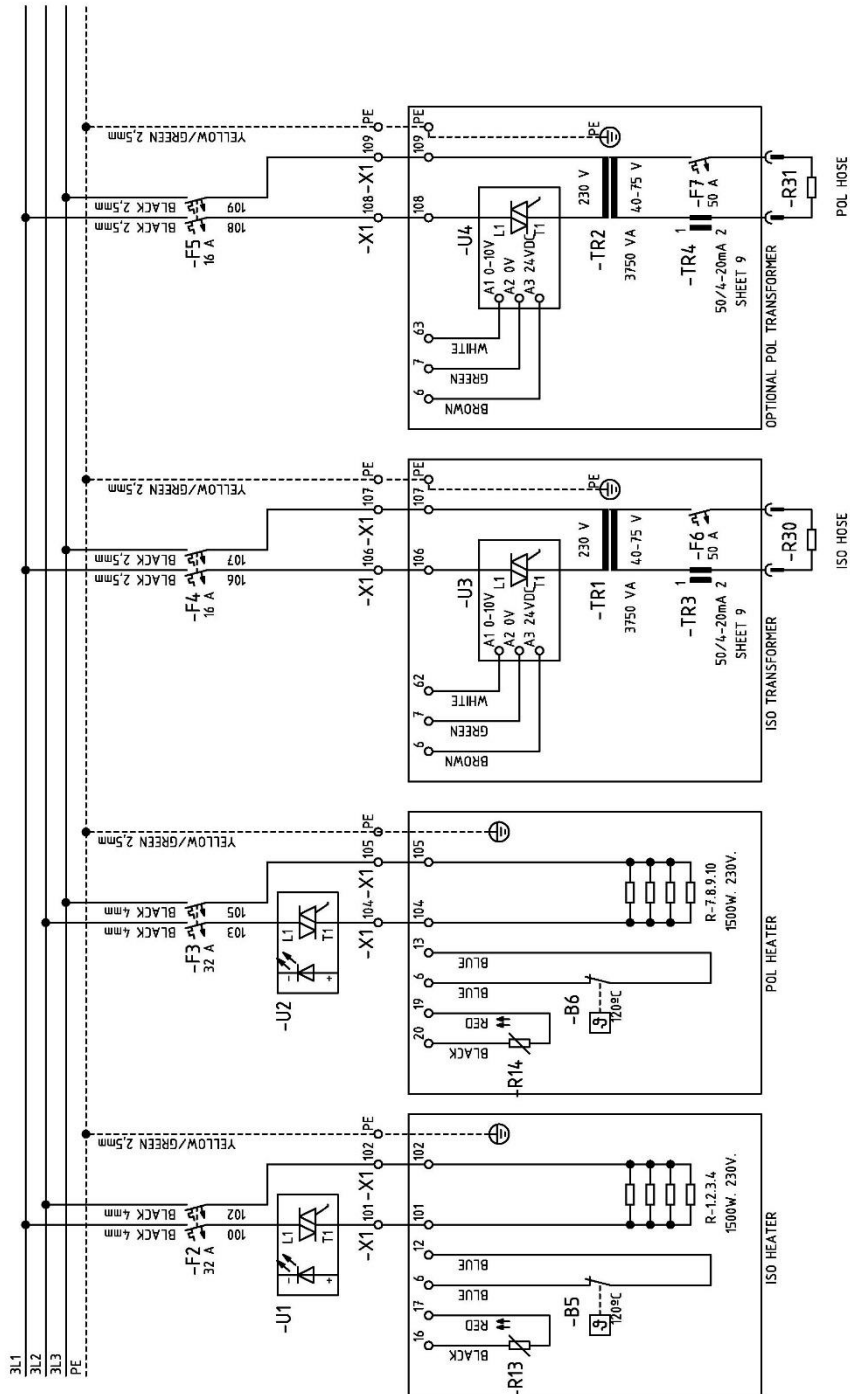 3L1
3L2
3L3
PE
-F2
32 A
BLACK 4mm
100
BLACK 4mm
102
YELLOW/GREEN 2,5mm
-U1
-
+
L1
T1
-X1
101
-X1
102
PE
16
17
6
12
101
102
BLACK
RED
BLUE
BLUE
-R13
-B5
ϑ
120ºC
R-1.2.3.4
1500W. 230V.
ISO HEATER
-F3
32 A
BLACK 4mm
103
BLACK 4mm
105
YELLOW/GREEN 2,5mm
-U2
-
+
L1
T1
-X1
104
-X1
105
PE
20
19
6
13
104
105
BLACK
RED
BLUE
BLUE
-R14
-B6
ϑ
120ºC
R-7.8.9.10
1500W. 230V.
POL HEATER
-F4
16 A
BLACK 2,5mm
106
BLACK 2,5mm
107
YELLOW/GREEN 2,5mm
-X1
106
-X1
107
PE
106
107
PE
6
7
62
BROWN
GREEN
WHITE
-U3
A1 0-10V
A2 0V
A3 24VDC
L1
T1
-TR1
3750 VA
230 V
40-75 V
PE
-TR3
50/4-20mA
SHEET 9
1
2
-F6
50 A
ISO TRANSFORMER
-R30
ISO HOSE
-F5
16 A
BLACK 2,5mm
108
BLACK 2,5mm
109
YELLOW/GREEN 2,5mm
-X1
108
-X1
109
PE
108
109
PE
6
7
63
BROWN
GREEN
WHITE
-U4
A1 0-10V
A2 0V
A3 24VDC
L1
T1
-TR2
3750 VA
230 V
40-75 V
PE
-TR4
50/4-20mA
SHEET 9
1
2
-F7
50 A
OPTIONAL POL TRANSFORMER
-R31
POL HOSE